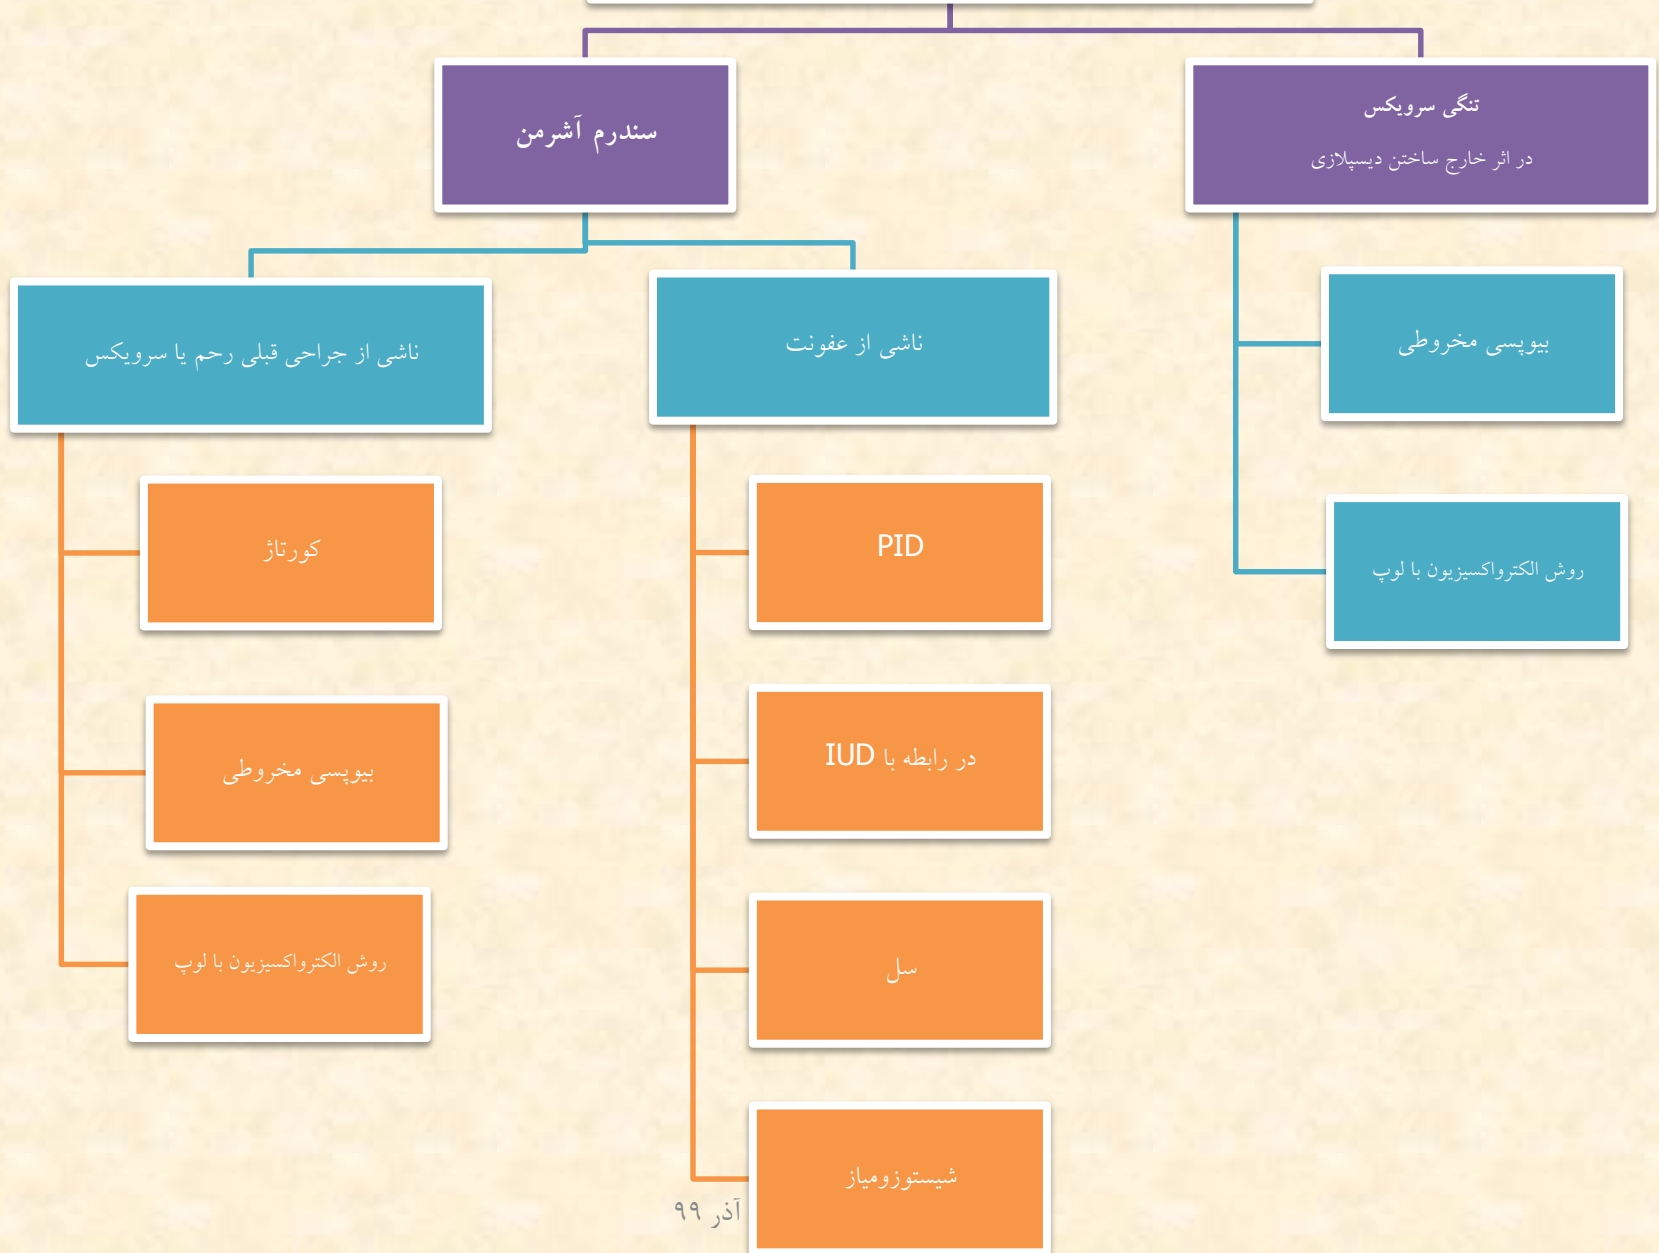 تنگی سرویکس
در اثر خارج ساختن دیسپلازی
سندرم آشرمن
بیوپسی مخروطی
روش الکترواکسیزیون با لوپ
ناشی از عفونت
ناشی از جراحی قبلی رحم یا سرویکس
PID
در رابطه با IUD
سل
شیستوزومیاز
کورتاژ
بیوپسی مخروطی
روش الکترواکسیزیون با لوپ
آذر ۹۹